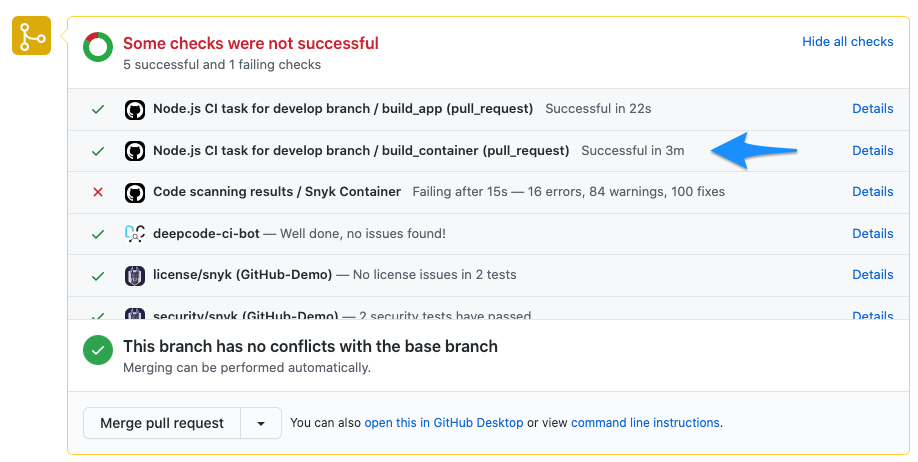 Some checks were not successful
Hide all checks
5 successful and 1 failing checks
Node.js CI task for develop branch / build_app (pull_request) Successful in 22s Details
Node.js CI task for develop branch / build_container (pull_request) Successful in 3m Details
Code scanning results / Snyk Container Failing after 15s — 16 errors, 84 warnings, 100 fixes Details
deepcode-ci-bot — Well done, no issues found! Details
license/snyk (GitHub-Demo) — No license issues in 2 tests Details
security/snyk (GitHub-Demo) — 2 security tests have passed Details
This branch has no conflicts with the base branch
Merging can be performed automatically.
Merge pull request You can also open this in GitHub Desktop or view command line instructions.